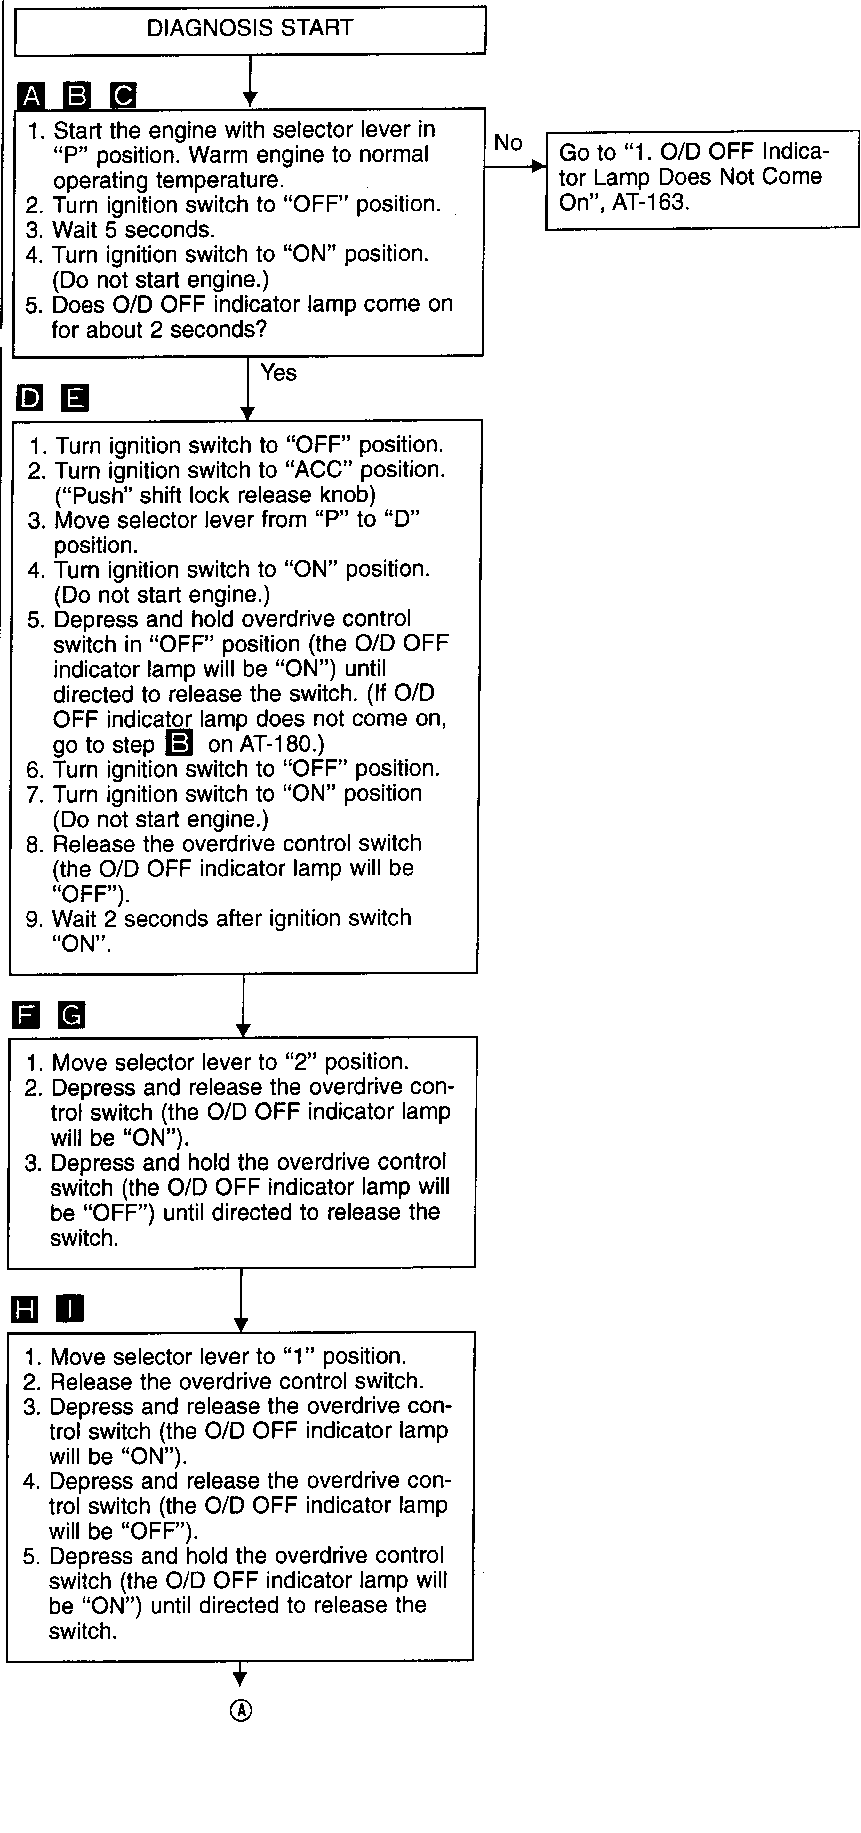 DIAGNOSIS START
A B C
1. Start the engine with selector lever in
“P” position. Warm engine to normal
operating temperature.
2. Turn ignition switch to “OFF” position.
3. Wait 5 seconds.
4. Turn ignition switch to “ON” position.
(Do not start engine.)
5. Does O/D OFF indicator lamp come on
for about 2 seconds?
No
Go to “1. O/D OFF Indica-
tor Lamp Does Not Come
On”, AT-163.
Yes
D E
1. Turn ignition switch to “OFF” position.
2. Turn ignition switch to “ACC” position.
(“Push” shift lock release knob)
3. Move selector lever from “P” to “D”
position.
4. Turn ignition switch to “ON” position.
(Do not start engine.)
5. Depress and hold overdrive control
switch in “OFF” position (the O/D OFF
indicator lamp will be “ON”) until
directed to release the switch. (If O/D
OFF indicator lamp does not come on,
go to step B on AT-180.)
6. Turn ignition switch to “OFF” position.
7. Turn ignition switch to “ON” position
(Do not start engine.)
8. Release the overdrive control switch
(the O/D OFF indicator lamp will be
“OFF”).
9. Wait 2 seconds after ignition switch
“ON”.
F G
1. Move selector lever to “2” position.
2. Depress and release the overdrive con-
trol switch (the O/D OFF indicator lamp
will be “ON”).
3. Depress and hold the overdrive control
switch (the O/D OFF indicator lamp will
be “OFF”) until directed to release the
switch.
H I
1. Move selector lever to “1” position.
2. Release the overdrive control switch.
3. Depress and release the overdrive con-
trol switch (the O/D OFF indicator lamp
will be “ON”).
4. Depress and release the overdrive con-
trol switch (the O/D OFF indicator lamp
will be “OFF”).
5. Depress and hold the overdrive control
switch (the O/D OFF indicator lamp will
be “ON”) until directed to release the
switch.
A